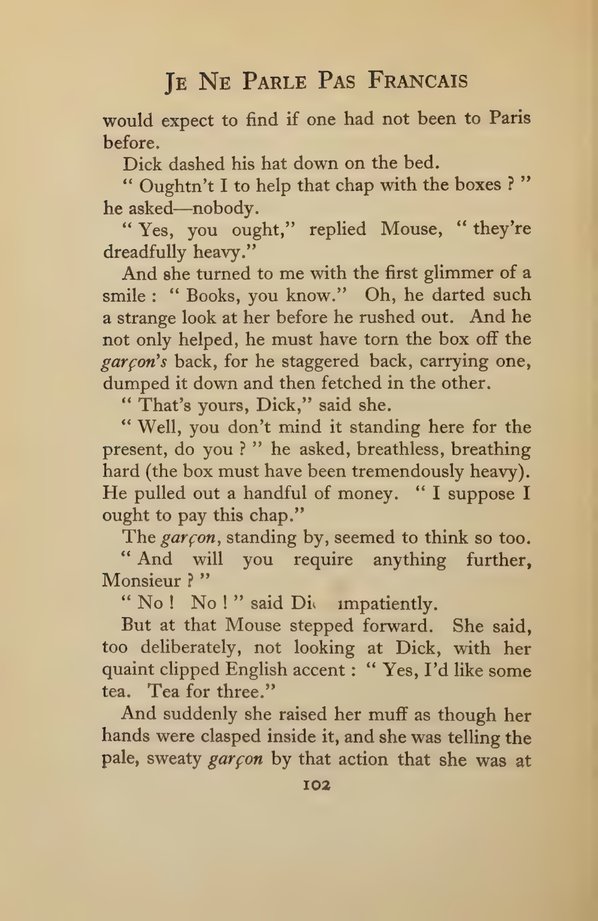 Je Ne Parle Pas Francais
would expect to find if one had not been to Paris
before.
Dick dashed his hat down on the bed.
“ Oughtn’t I to help that chap with the boxes ? ”
he asked—nobody.
“ Yes, you ought,” replied Mouse, “ they’re
dreadfully heavy.”
And she turned to me with the first glimmer of a
smile : “ Books, you know.” Oh, he darted such
a strange look at her before he rushed out. And he
not only helped, he must have torn the box off the
garçon’s back, for he staggered back, carrying one,
dumped it down and then fetched in the other.
“ That’s yours, Dick,” said she.
“ Well, you don’t mind it standing here for the
present, do you ? ” he asked, breathless, breathing
hard (the box must have been tremendously heavy).
He pulled out a handful of money. “ I suppose I
ought to pay this chap.”
The garçon, standing by, seemed to think so too.
“ And will you require anything further,
Monsieur ? ”
“ No ! No ! ” said impatiently.
But at that Mouse stepped forward. She said,
too deliberately, not looking at Dick, with her
quaint clipped English accent : “ Yes, I’d like some
tea. Tea for three.”
And suddenly she raised her muff as though her
hands were clasped inside it, and she was telling the
pale, sweaty garçon by that action that she was at
102